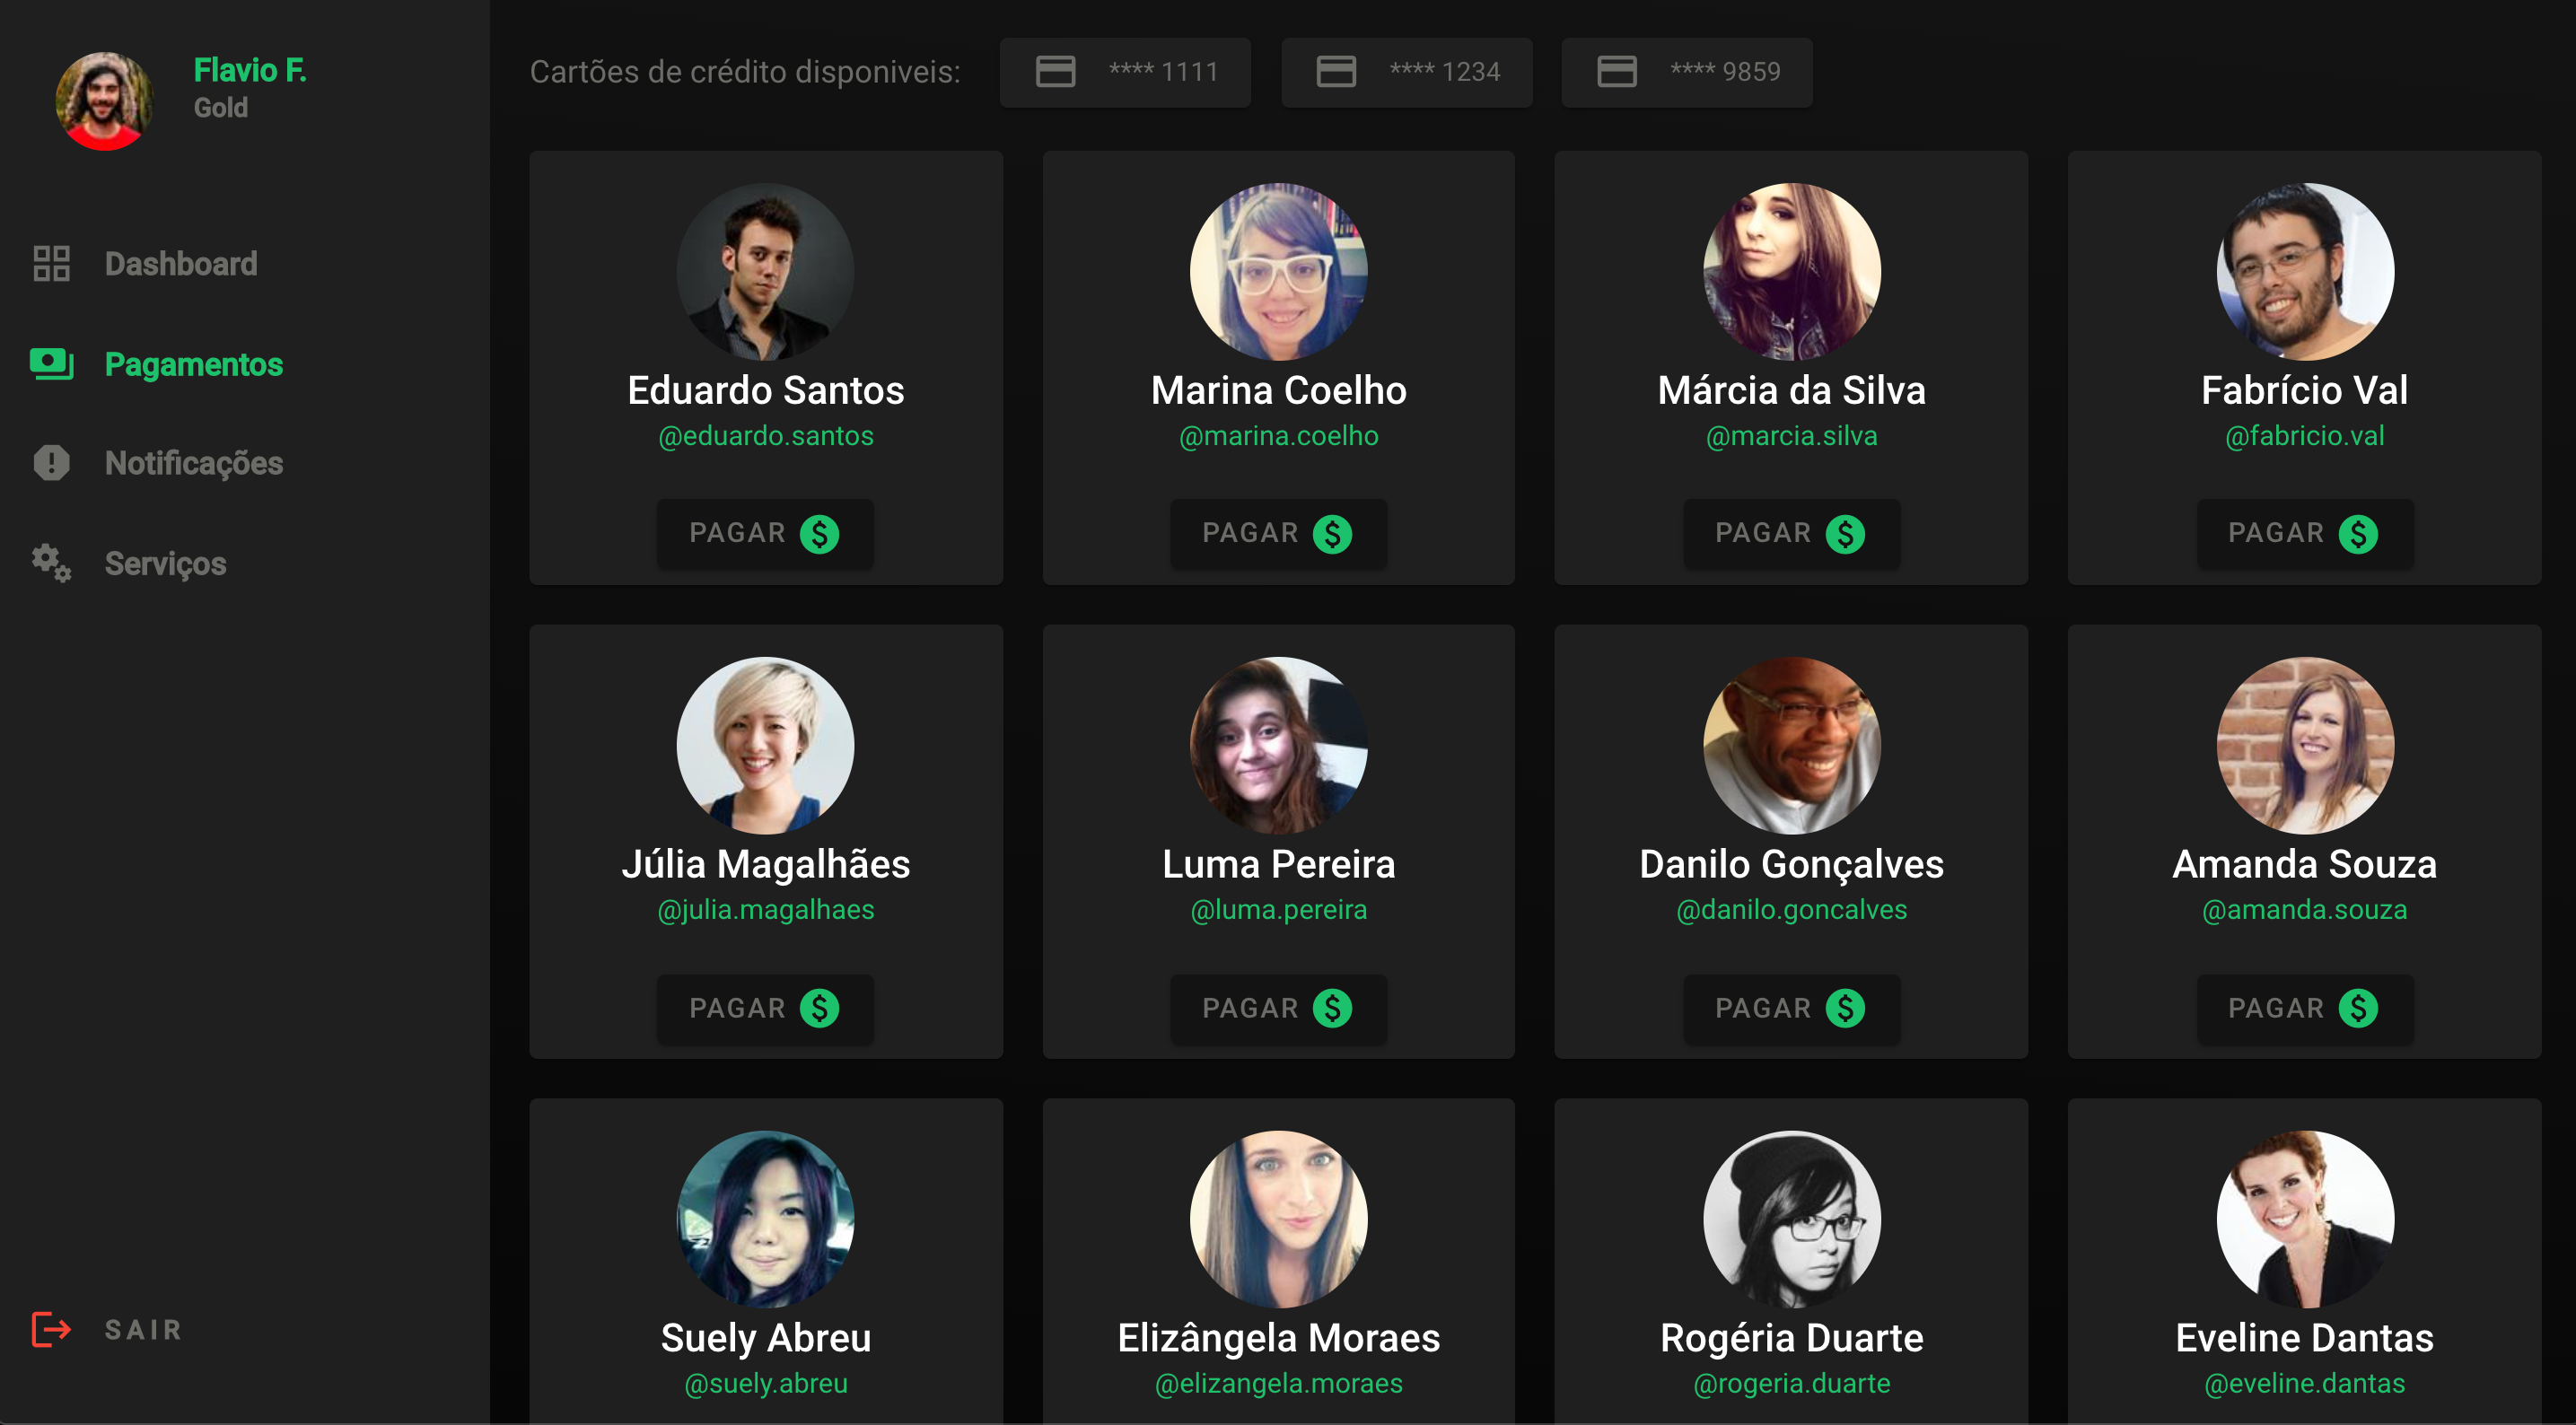 Flavio F.
Gold
Dashboard
Pagamentos
Notificações
Serviços
SAIR
Cartões de crédito disponiveis:
**** 1111
**** 1234
**** 9859
Eduardo Santos
@eduardo.santos
PAGAR
Marina Coelho
@marina.coelho
PAGAR
Márcia da Silva
@marcia.silva
PAGAR
Fabrício Val
@fabricio.val
PAGAR
Júlia Magalhães
@julia.magalhaes
PAGAR
Luma Pereira
@luma.pereira
PAGAR
Danilo Gonçalves
@danilo.goncalves
PAGAR
Amanda Souza
@amanda.souza
PAGAR
Suely Abreu
@suely.abreu
Elizângela Moraes
@elizangela.moraes
Rogéria Duarte
@rogeria.duarte
Eveline Dantas
@eveline.dantas